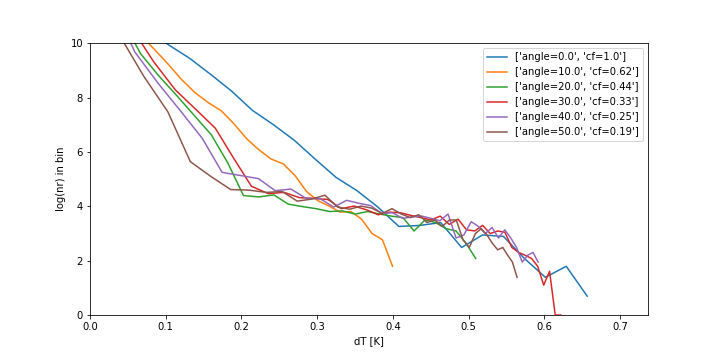 10
8
6
4
2
0
log(nr) in bin
0.0 0.1 0.2 0.3 0.4 0.5 0.6 0.7
dT [K]
['angle=0.0', 'cf=1.0']
['angle=10.0', 'cf=0.62']
['angle=20.0', 'cf=0.44']
['angle=30.0', 'cf=0.33']
['angle=40.0', 'cf=0.25']
['angle=50.0', 'cf=0.19']